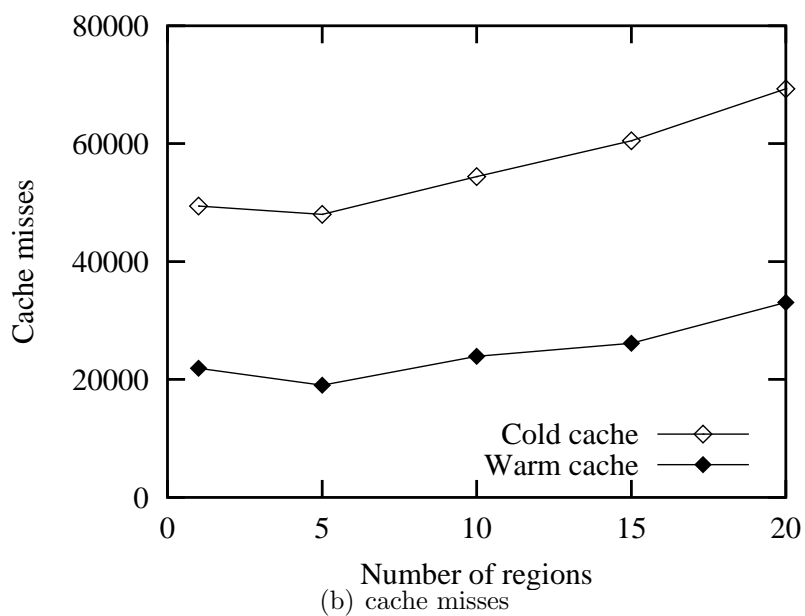 80000
60000
40000
20000
0
Cache misses
Cold cache
Warm cache
0 5 10 15 20
Number of regions
(b) cache misses